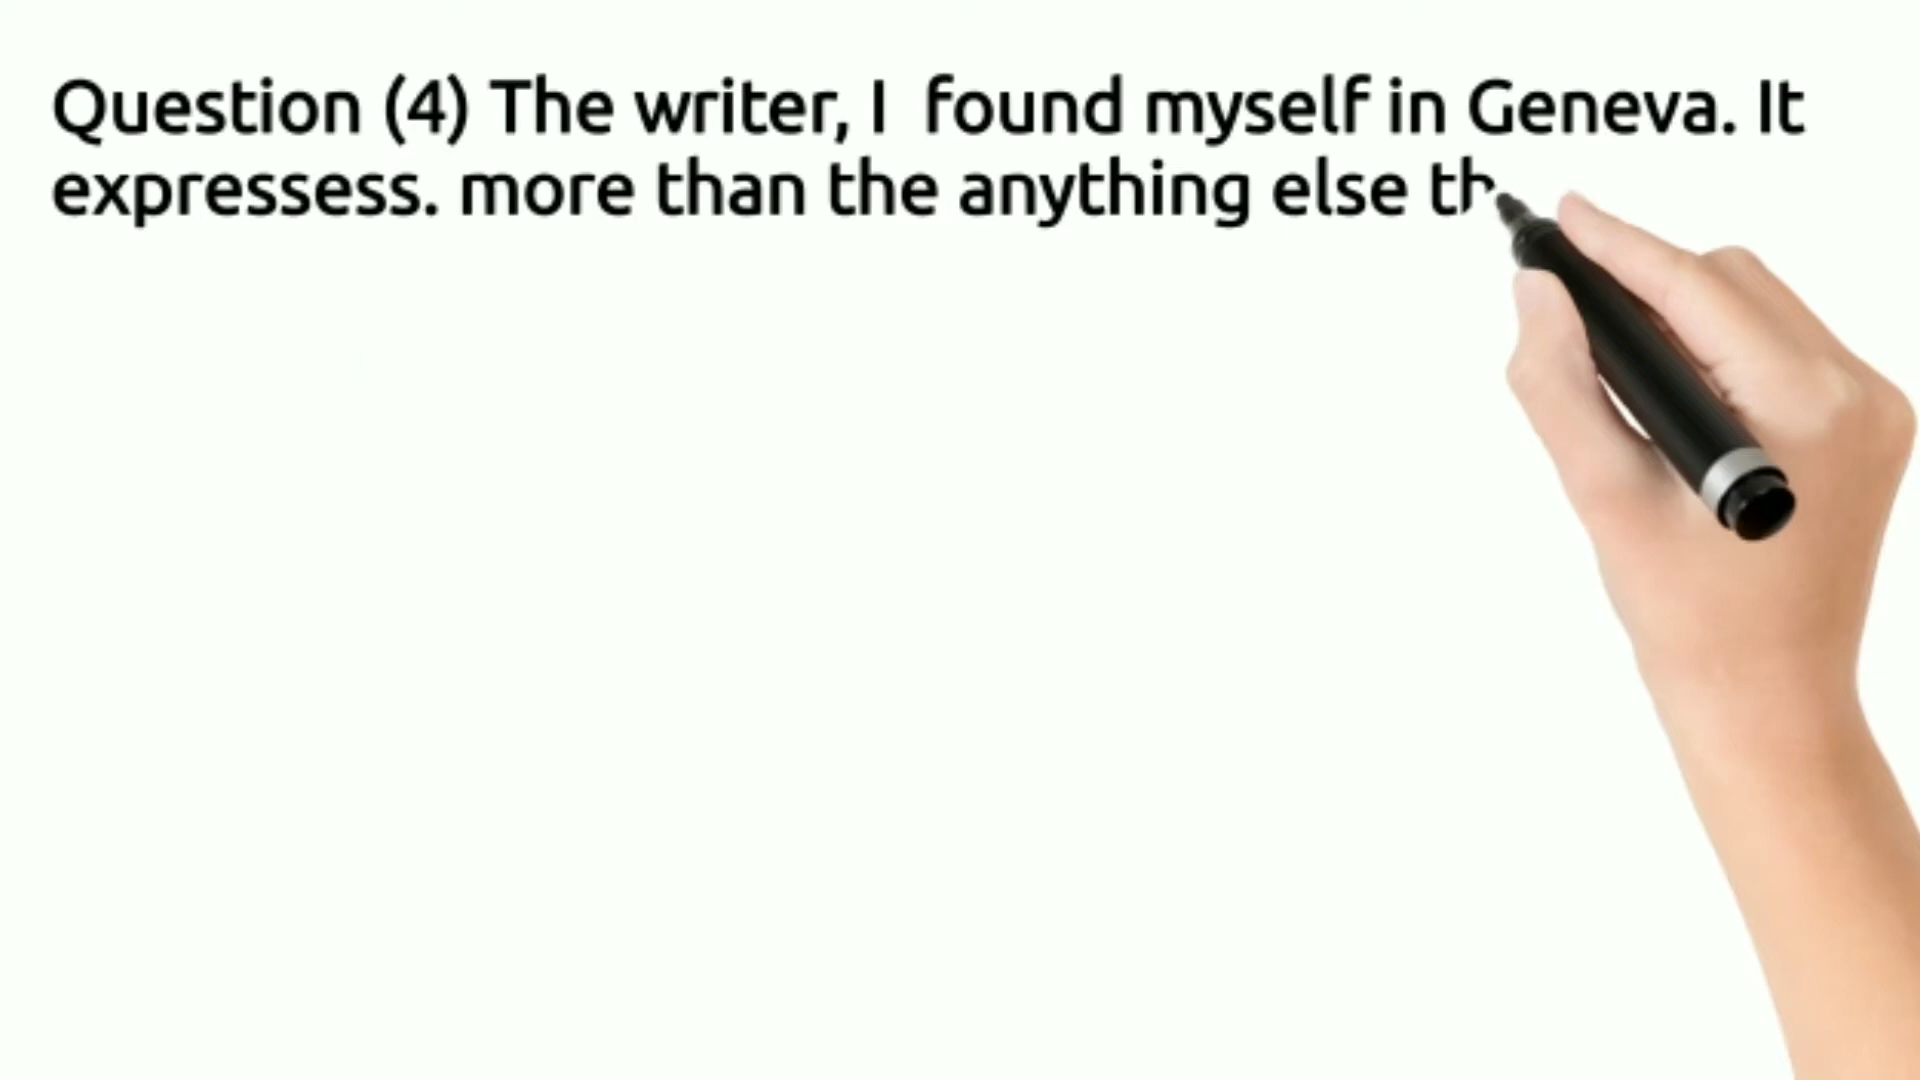 Question (4) The writer, I found myself in Geneva. It
expressess. more than the anything else